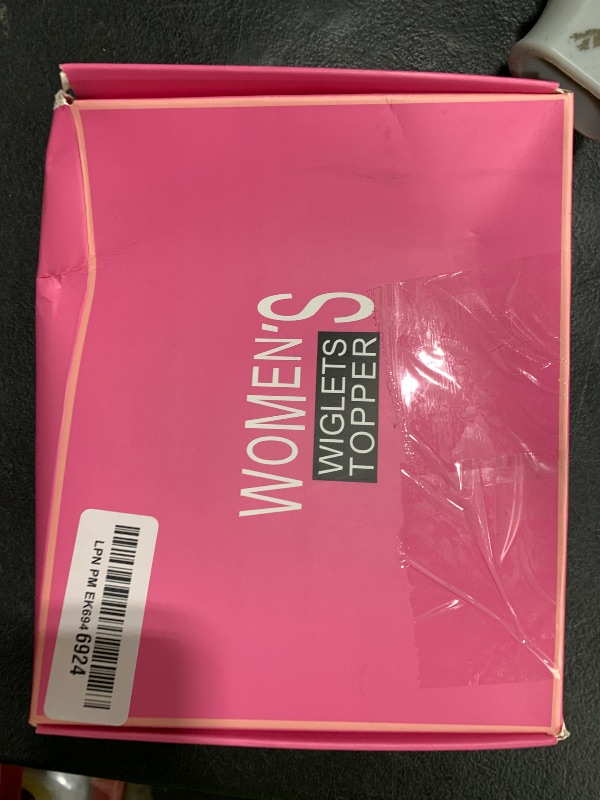 WOMEN'S
WIGLETS
TOPPER
LPN PM EK694 6924